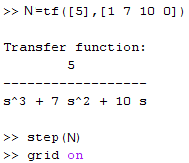 >> N=tf([5],[1 7 10 0])
Transfer function:
5
-------------------
s^3 + 7 s^2 + 10 s
>> step(N)
>> grid on